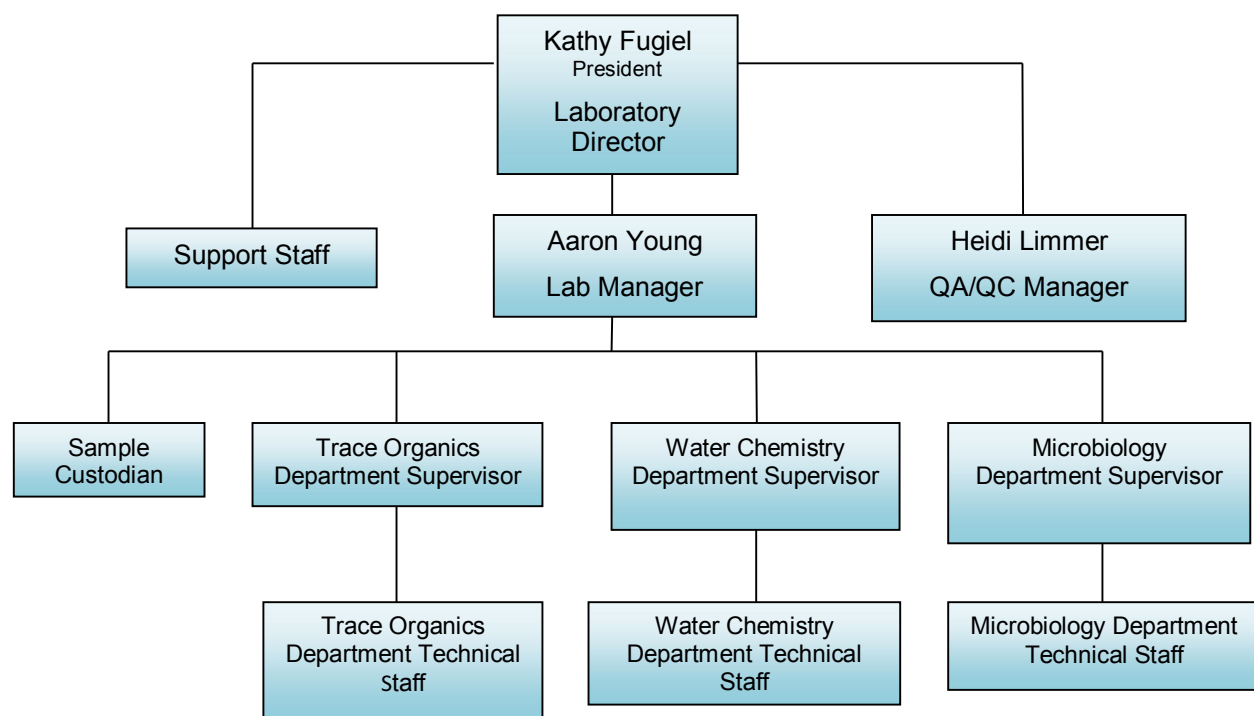 Kathy Fugiel
President
Laboratory
Director
Support Staff
Aaron Young
Lab Manager
Heidi Limmer
QA/QC Manager
Sample
Custodian
Trace Organics
Department Supervisor
Water Chemistry
Department Supervisor
Microbiology
Department Supervisor
Trace Organics
Department Technical
Staff
Water Chemistry
Department Technical
Staff
Microbiology Department
Technical Staff